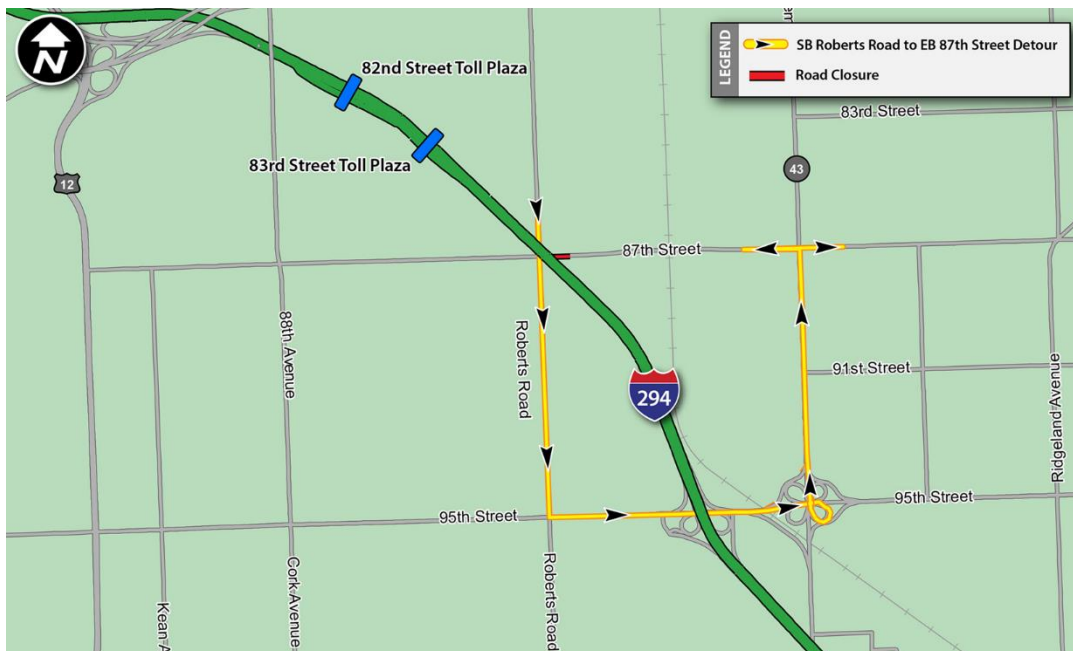 N
LEGEND
SB Roberts Road to EB 87th Street Detour
Road Closure
82nd Street Toll Plaza
83rd Street Toll Plaza
83rd Street
12
43
87th Street
88th Avenue
Roberts Road
294
91st Street
Ridgeland Avenue
95th Street
95th Street
Kean A
Cork Avenue
Roberts Road